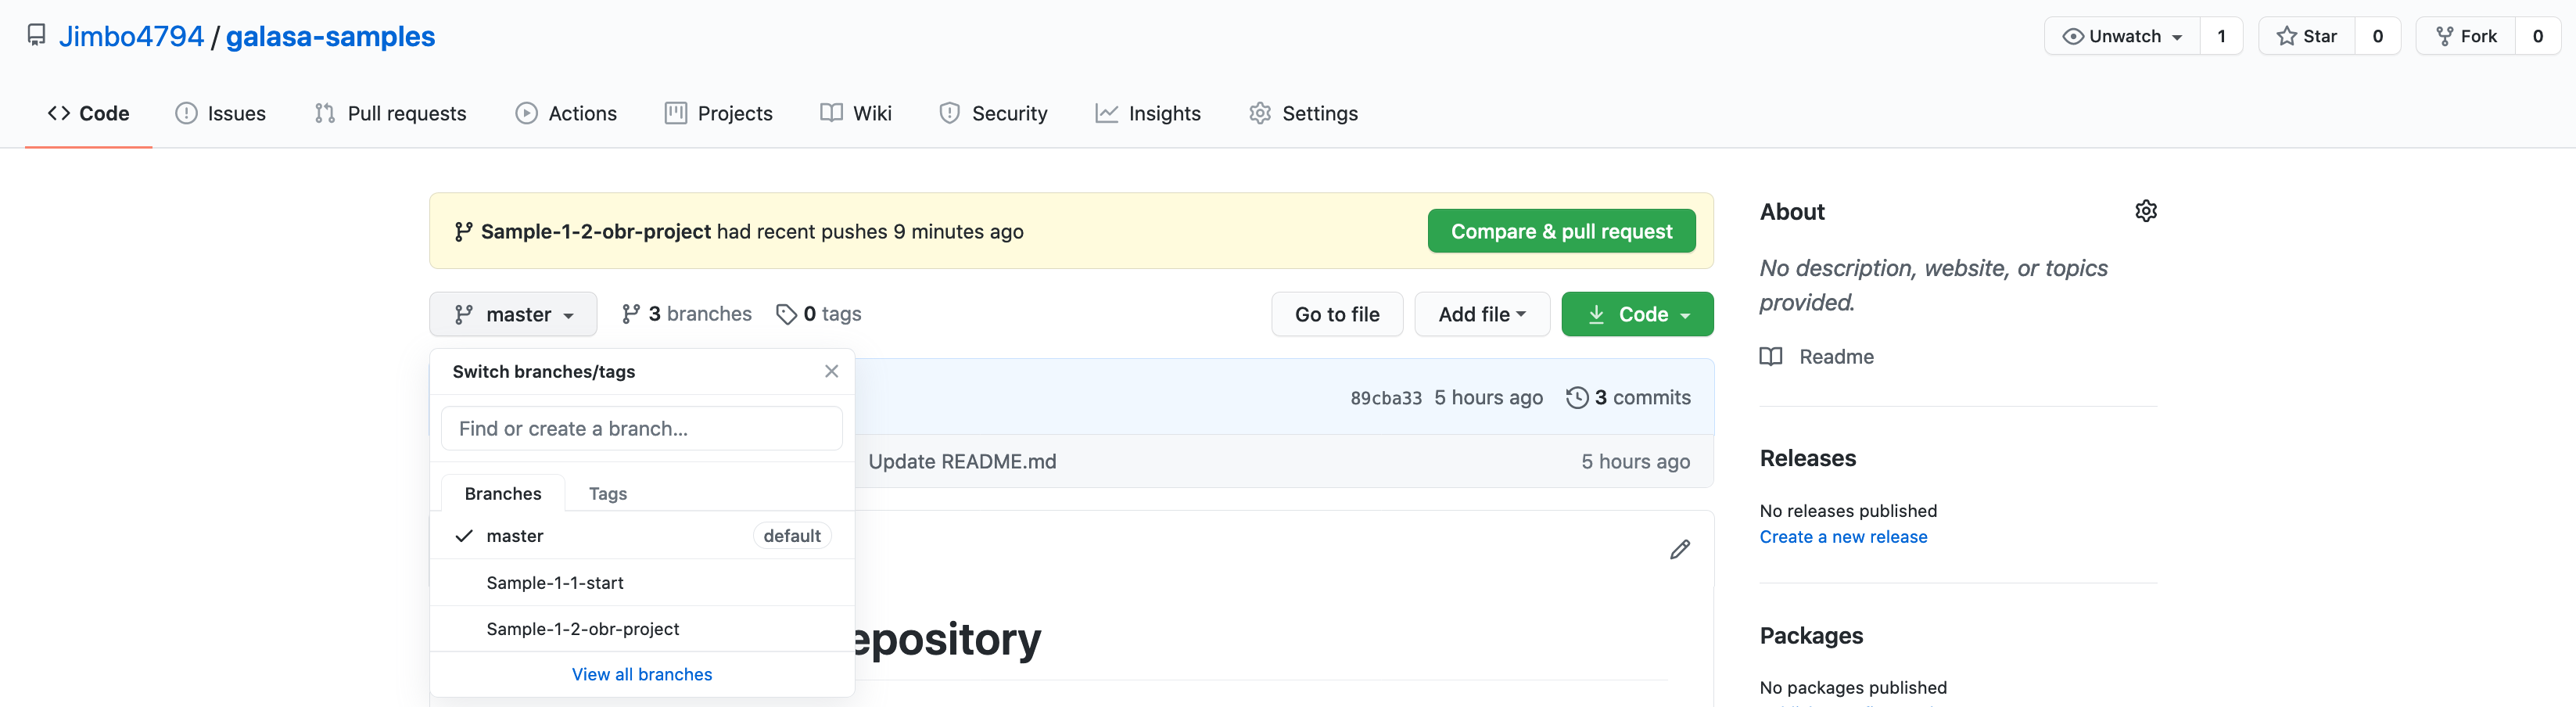 Jimbo4794 / galasa-samples
Unwatch 1 Star 0 Fork 0
Code Issues Pull requests Actions Projects Wiki Security Insights Settings
Sample-1-2-obr-project had recent pushes 9 minutes ago Compare & pull request
master 3 branches 0 tags Go to file Add file Code
Switch branches/tags
Find or create a branch...
Branches Tags
master default
Sample-1-1-start
Sample-1-2-obr-project
View all branches
89cba33 5 hours ago 3 commits
Update README.md 5 hours ago
epository
About
No description, website, or topics
provided.
Readme
Releases
No releases published
Create a new release
Packages
No packages published